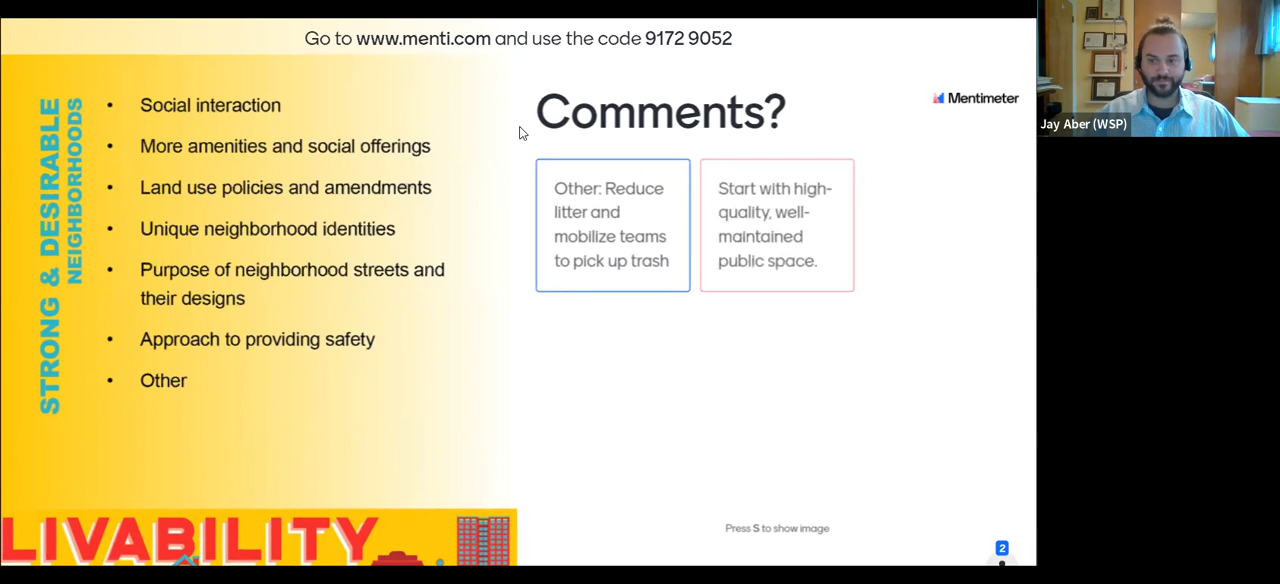 Go to www.menti.com and use the code 9172 9052
STRONG & DESIRABLE
NEIGHBORHOODS
• Social interaction
• More amenities and social offerings
• Land use policies and amendments
• Unique neighborhood identities
• Purpose of neighborhood streets and
their designs
• Approach to providing safety
• Other
LIVABILITY
Comments?
Mentimeter
Other: Reduce
litter and
mobilize teams
to pick up trash
Start with high-
quality, well-
maintained
public space.
Press S to show image
2
Jay Aber (WSP)